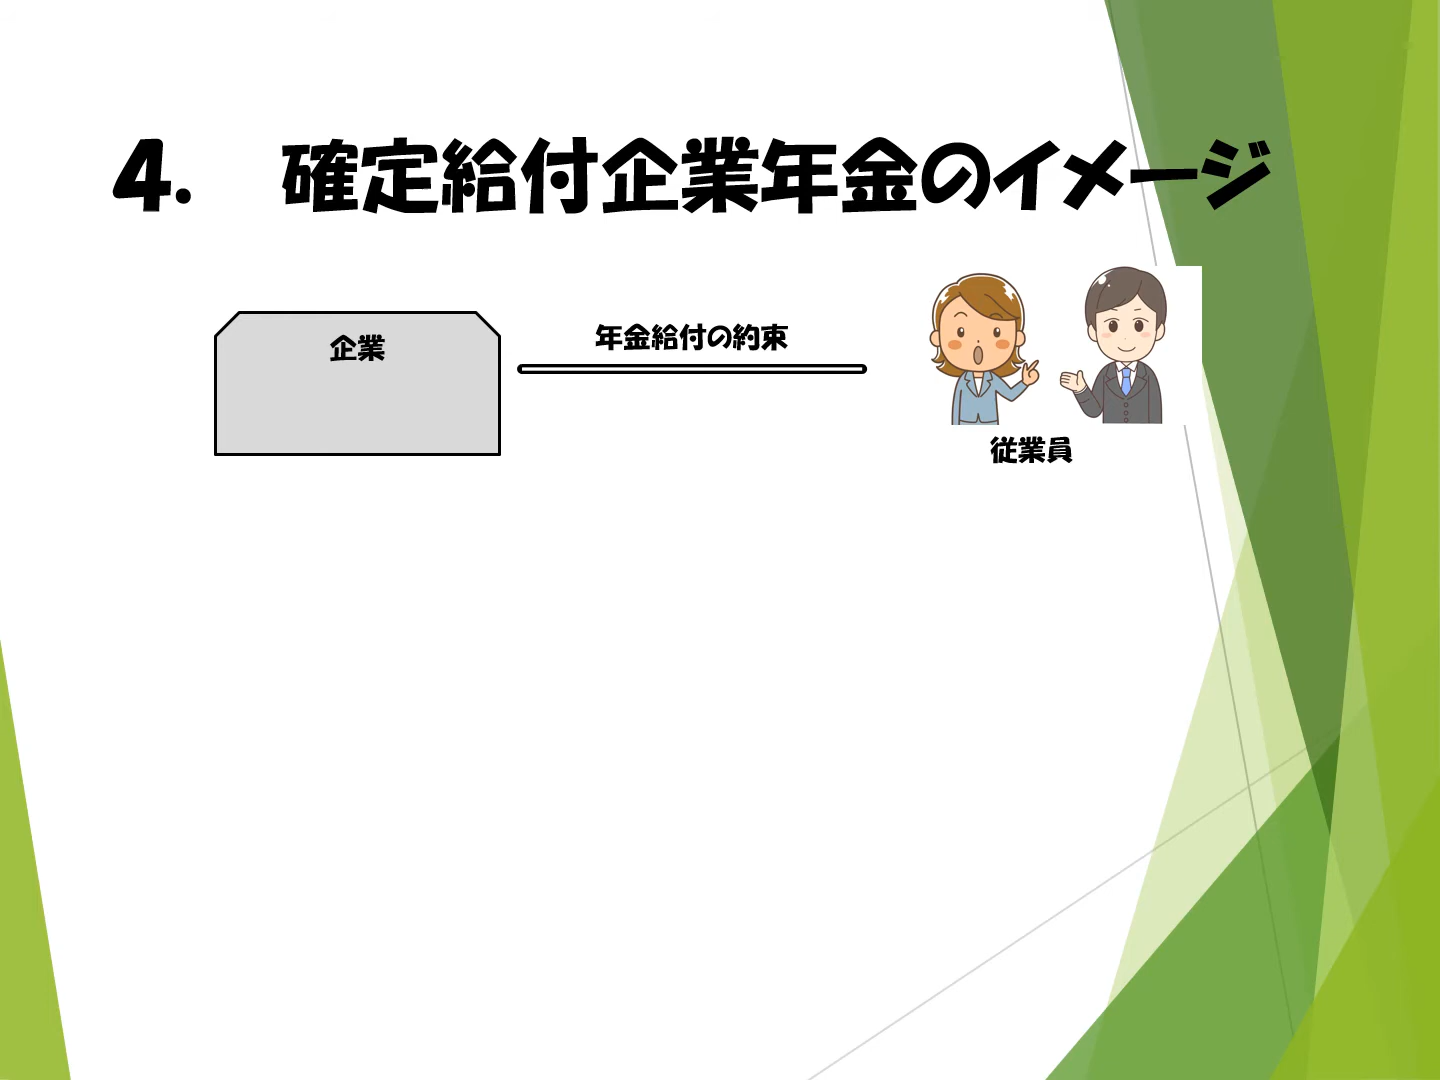 4. 確定給付企業年金のイメージ
企業
年金給付の約束
従業員